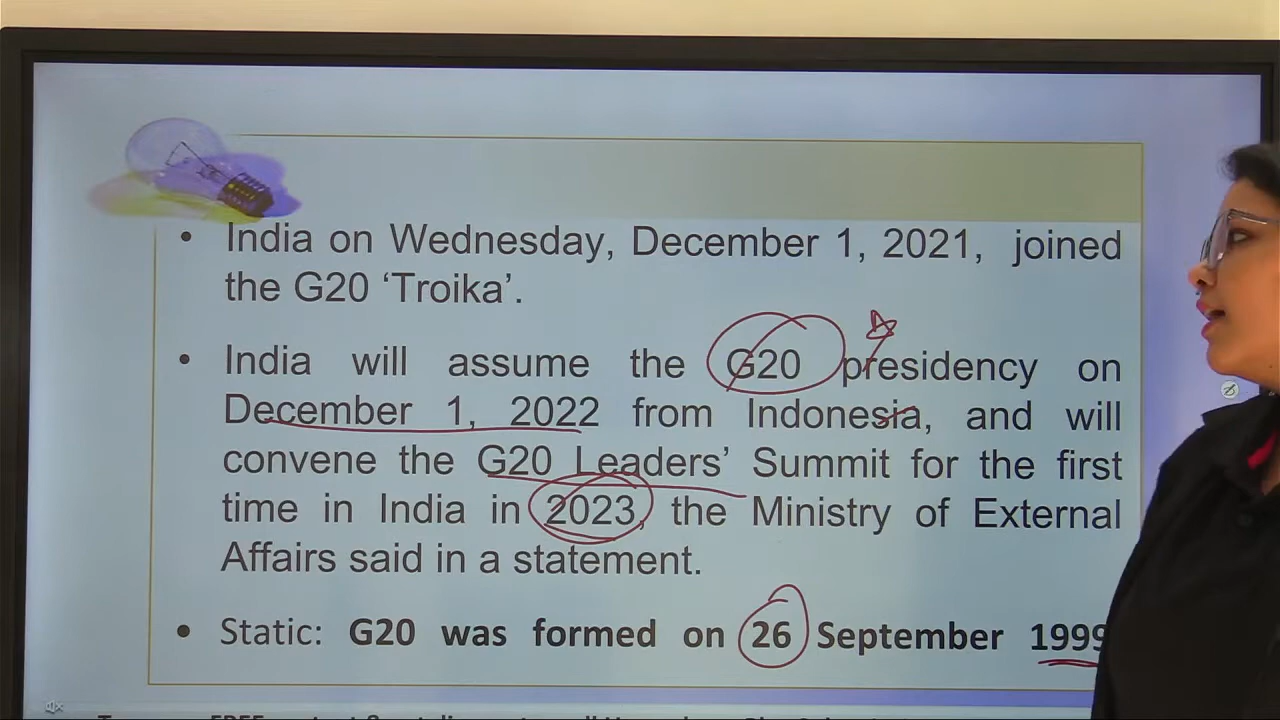 • India on Wednesday, December 1, 2021, joined
the G20 ‘Troika’.
• India will assume the G20 presidency on
December 1, 2022 from Indonesia, and will
convene the G20 Leaders’ Summit for the first
time in India in 2023, the Ministry of External
Affairs said in a statement.
• Static: G20 was formed on 26 September 1999